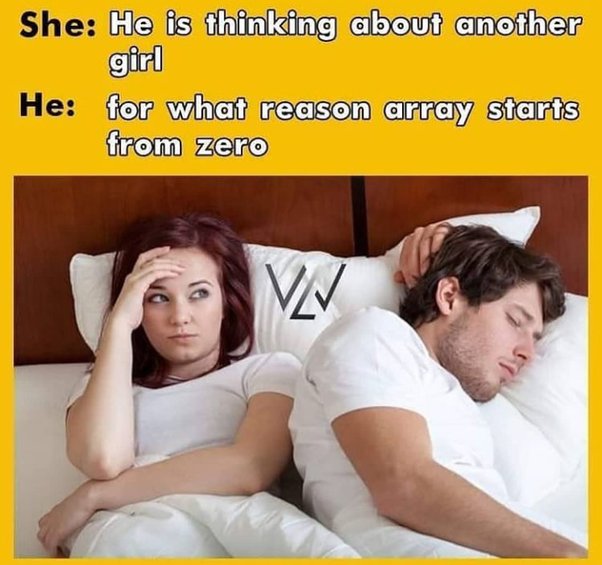 She: He is thinking about another
girl
He: for what reason array starts
from zero